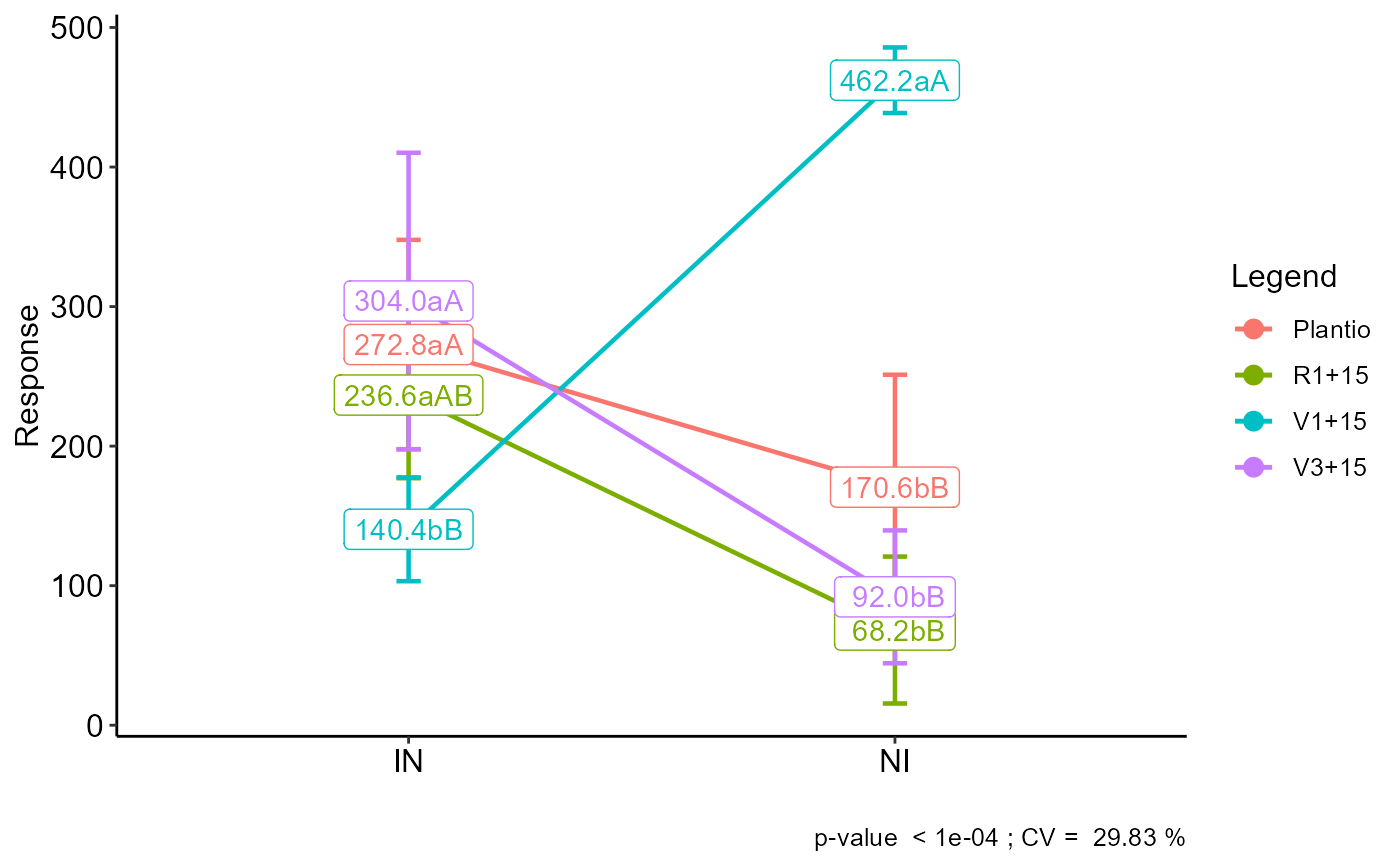 500
400
300
200
100
0
Response
462.2aA
304.0aA
272.8aA
236.6aAB
140.4bB
170.6bB
92.0bB
68.2bB
IN
NI
Legend
Plantio
R1+15
V1+15
V3+15
p-value < 1e-04 ; CV = 29.83 %